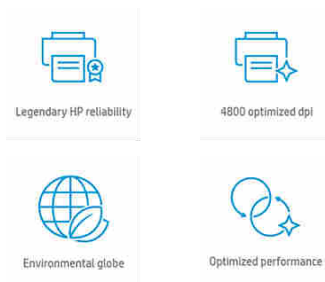 Legendary HP reliability
4800 optimized dpi
Environmental globe
Optimized performance